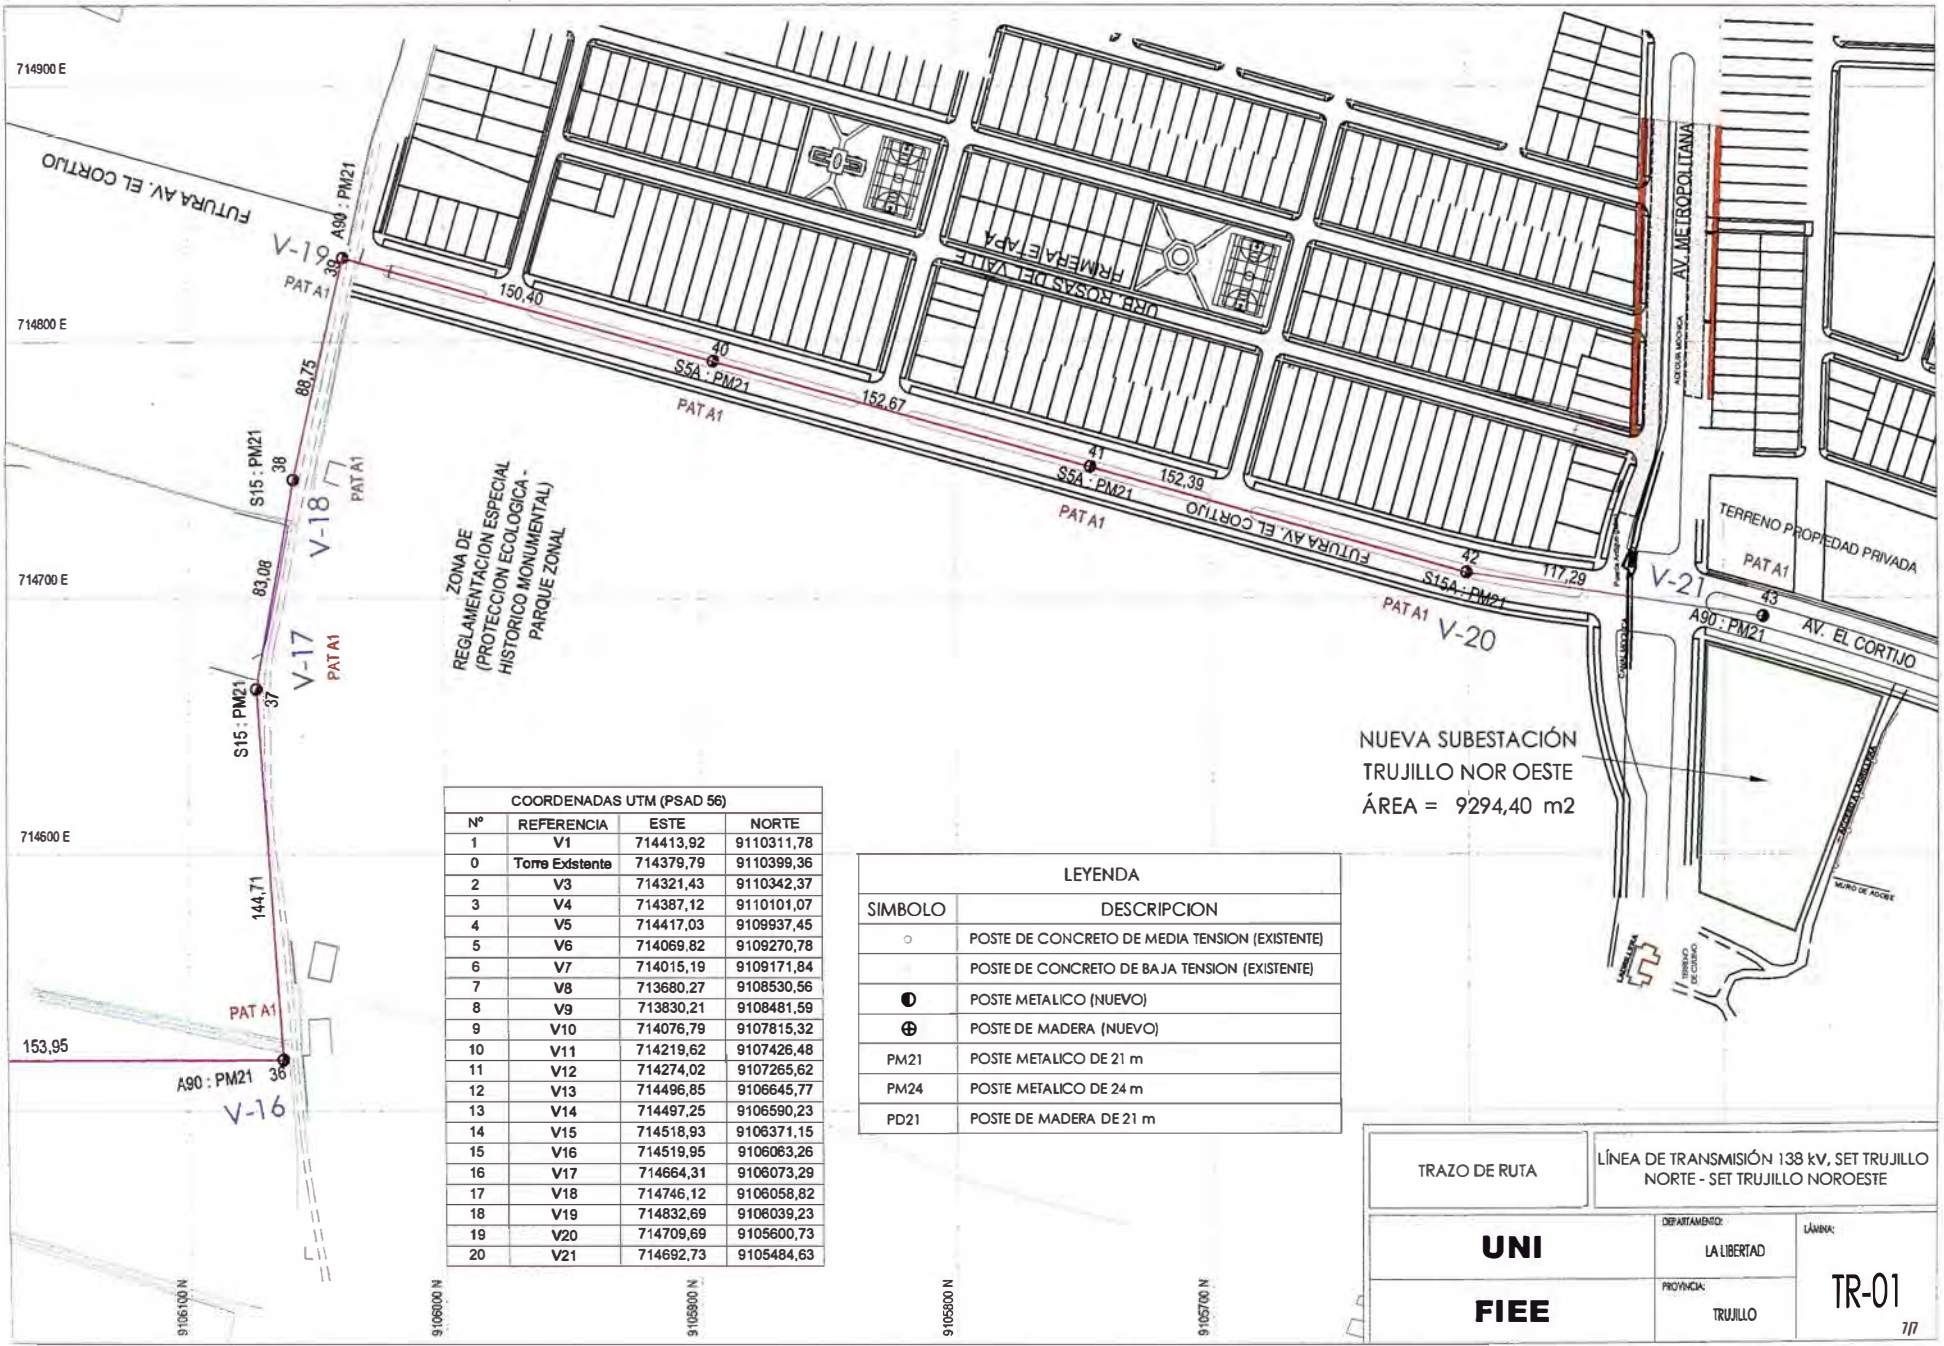 714900 E
714800 E
714700 E
714600 E
FUTURA AV. EL CORTIJO
V-19
A90 : PM21
39
PAT A1
150,40
88,75
S15 : PM21
38
V-18
PAT A1
83,08
V-17
PAT A1
S15 : PM21
37
144,71
PAT A1
153,95
A90 : PM21
36
V-16
40
S5A : PM21
PAT A1
152,67
41
S5A : PM21
PAT A1
152,39
FUTURA AV. EL CORTIJO
42
S15A : PM21
PAT A1
V-20
117,29
V-21
43
A90 : PM21
PAT A1
AV. EL CORTIJO
TERRENO PROPIEDAD PRIVADA
AV. METROPOLITANA
ACEQUIA MOCHICA
CANAL MOCHICA
URB. ROSAS DEL VALLE
PRIMERA ETAPA
ZONA DE
REGLAMENTACION ESPECIAL
(PROTECCION ECOLOGICA -
HISTORICO MONUMENTAL)
PARQUE ZONAL
NUEVA SUBESTACIÓN
TRUJILLO NOR OESTE
ÁREA = 9294,40 m2
MURO DE ADOBE
LADRILLERA
COORDENADAS UTM (PSAD 56)
Nº REFERENCIA ESTE NORTE
1 V1 714413,92 9110311,78
0 Torre Existente 714379,79 9110399,36
2 V3 714321,43 9110342,37
3 V4 714387,12 9110101,07
4 V5 714417,03 9109937,45
5 V6 714069,82 9109270,78
6 V7 714015,19 9109171,84
7 V8 713680,27 9108530,56
8 V9 713830,21 9108481,59
9 V10 714076,79 9107815,32
10 V11 714219,62 9107426,48
11 V12 714274,02 9107265,62
12 V13 714496,85 9106645,77
13 V14 714497,25 9106590,23
14 V15 714518,93 9106371,15
15 V16 714519,95 9106063,26
16 V17 714664,31 9106073,29
17 V18 714746,12 9106058,82
18 V19 714832,69 9106039,23
19 V20 714709,69 9105600,73
20 V21 714692,73 9105484,63
LEYENDA
SIMBOLO DESCRIPCION
POSTE DE CONCRETO DE MEDIA TENSION (EXISTENTE)
POSTE DE CONCRETO DE BAJA TENSION (EXISTENTE)
POSTE METALICO (NUEVO)
POSTE DE MADERA (NUEVO)
PM21 POSTE METALICO DE 21 m
PM24 POSTE METALICO DE 24 m
PD21 POSTE DE MADERA DE 21 m
9106100 N
9106000 N
9105900 N
9105800 N
9105700 N
TRAZO DE RUTA
LÍNEA DE TRANSMISIÓN 138 kV, SET TRUJILLO
NORTE - SET TRUJILLO NOROESTE
UNI
FIEE
DEPARTAMENTO:
LA LIBERTAD
PROVINCIA:
TRUJILLO
LÁMINA:
TR-01
7/7